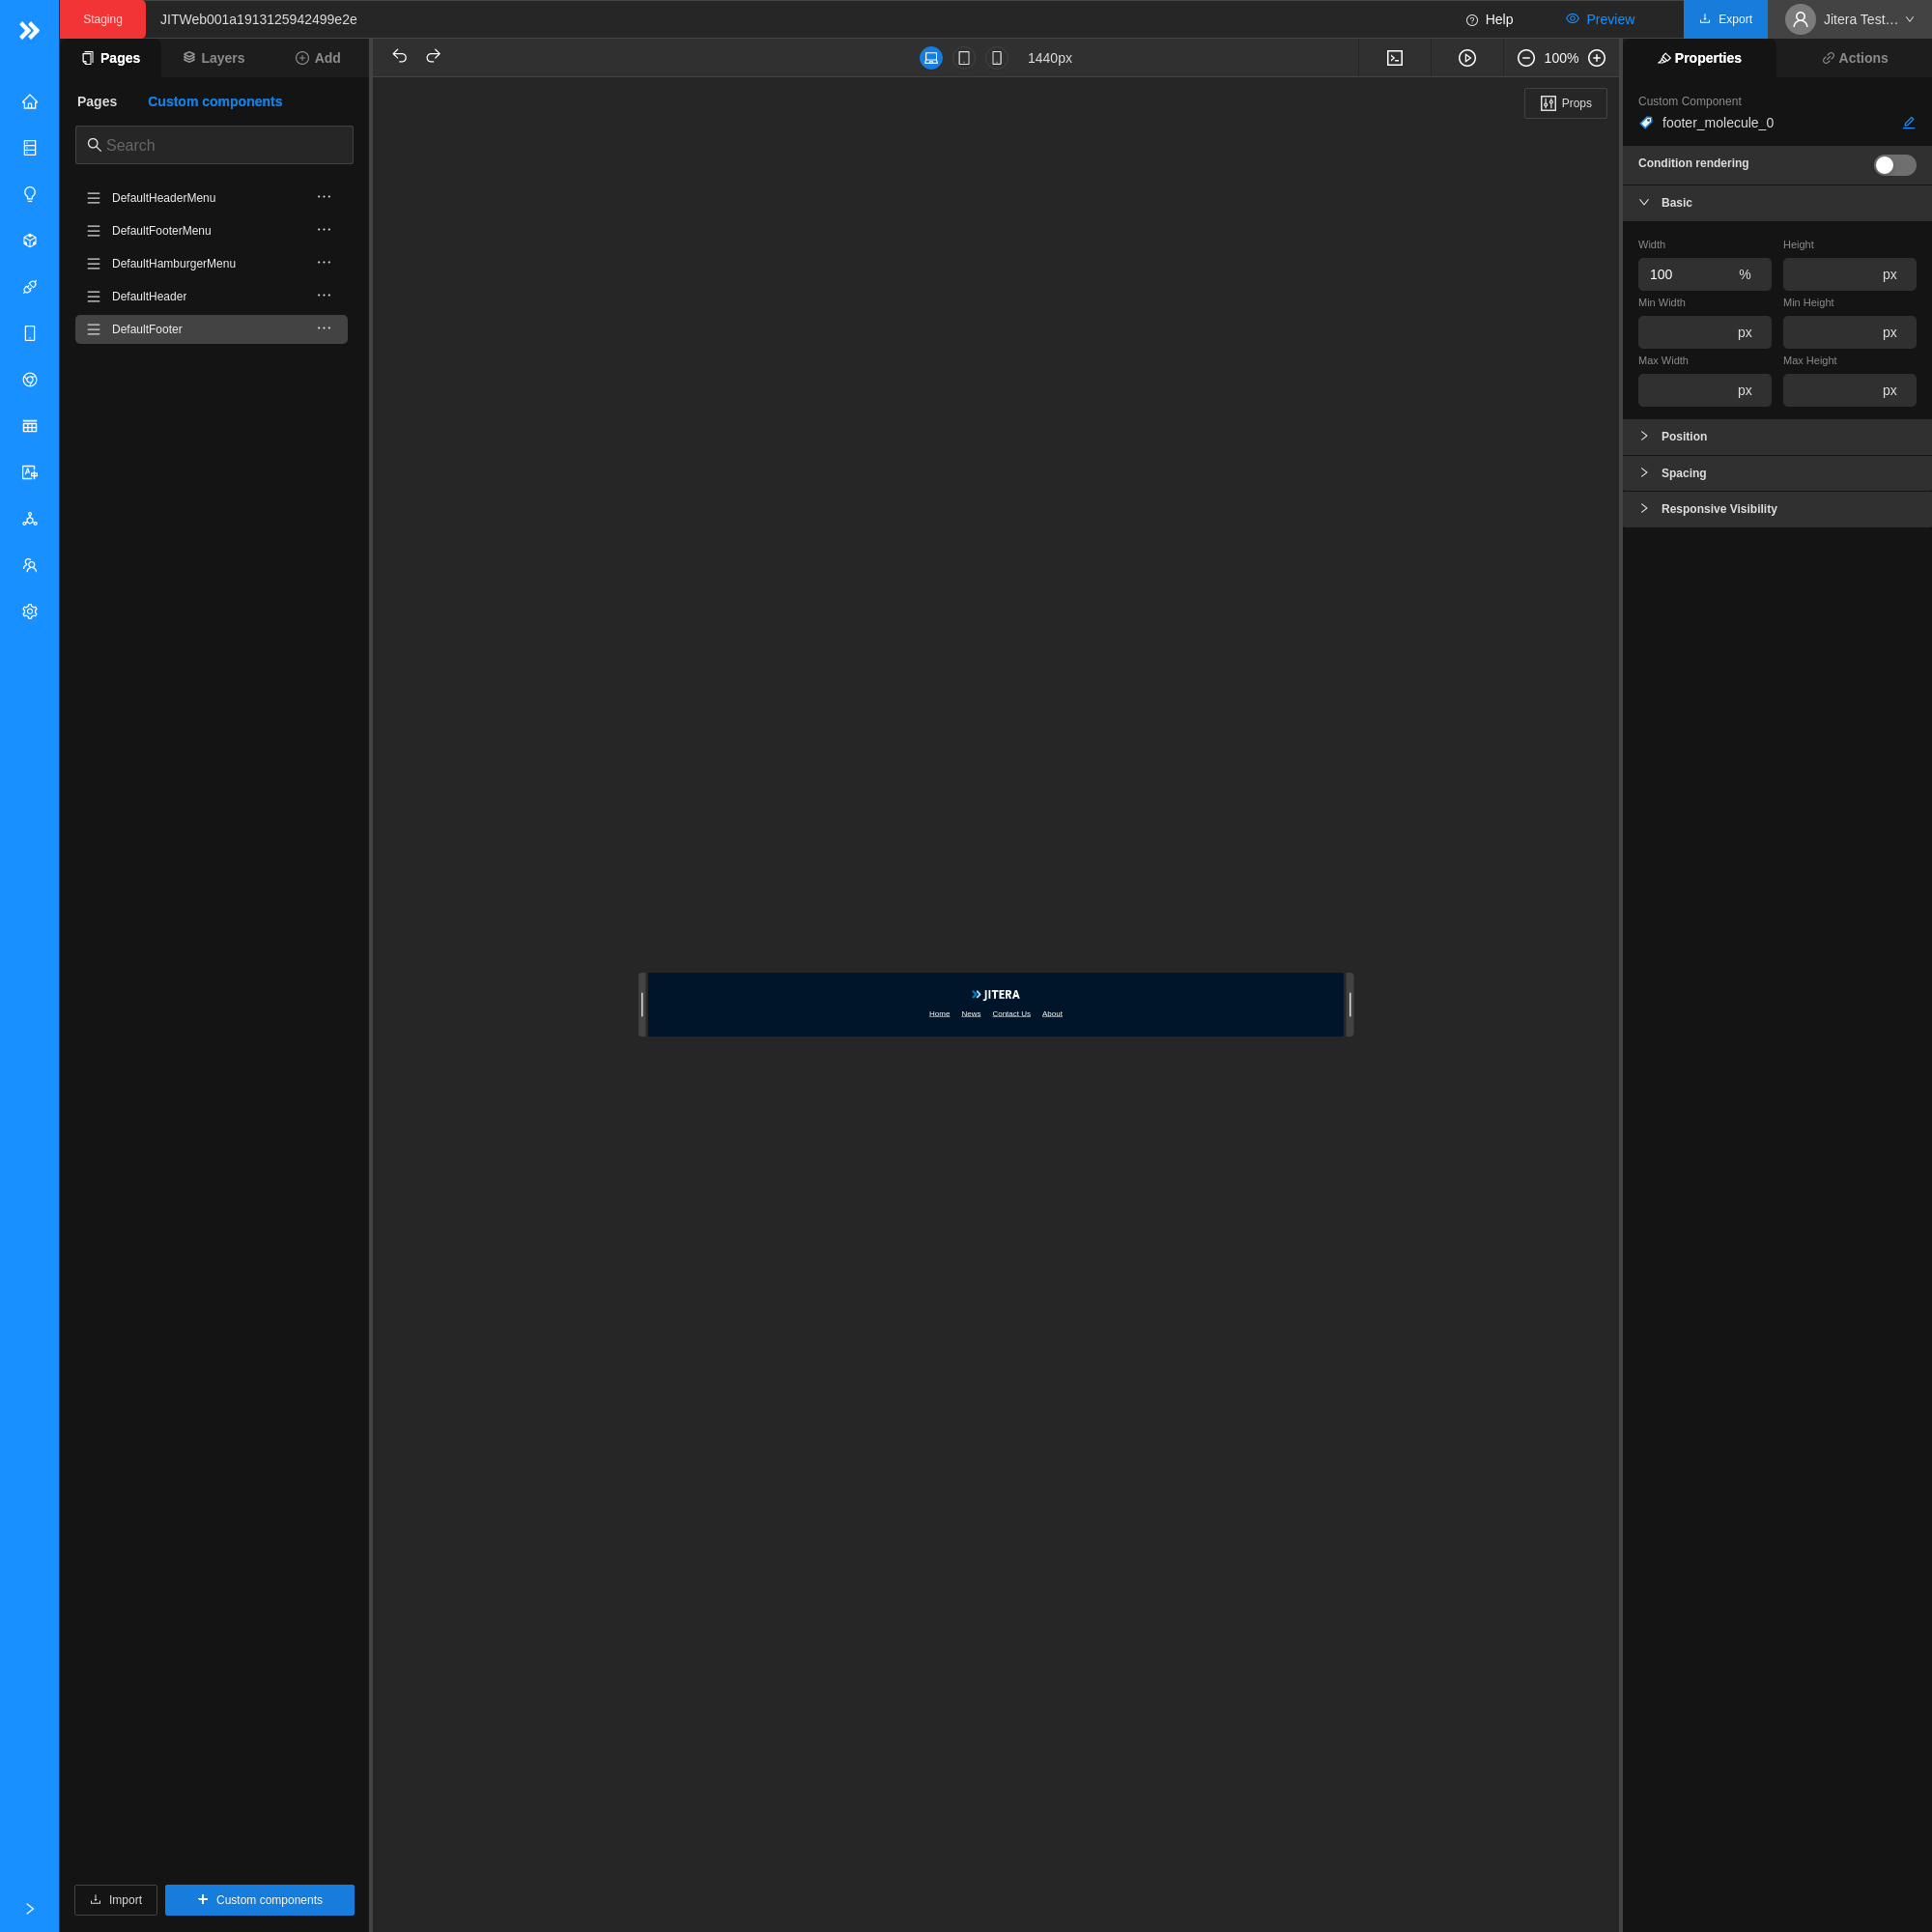 Staging
JITWeb001a1913125942499e2e
Help
Preview
Export
Jitera Test...
Pages
Layers
Add
1440px
100%
Properties
Actions
Pages
Custom components
Search
DefaultHeaderMenu
DefaultFooterMenu
DefaultHamburgerMenu
DefaultHeader
DefaultFooter
Import
Custom components
Props
JITERA
Home News Contact Us About
Custom Component
footer_molecule_0
Condition rendering
Basic
Width Height
100 % px
Min Width Min Height
px px
Max Width Max Height
px px
Position
Spacing
Responsive Visibility